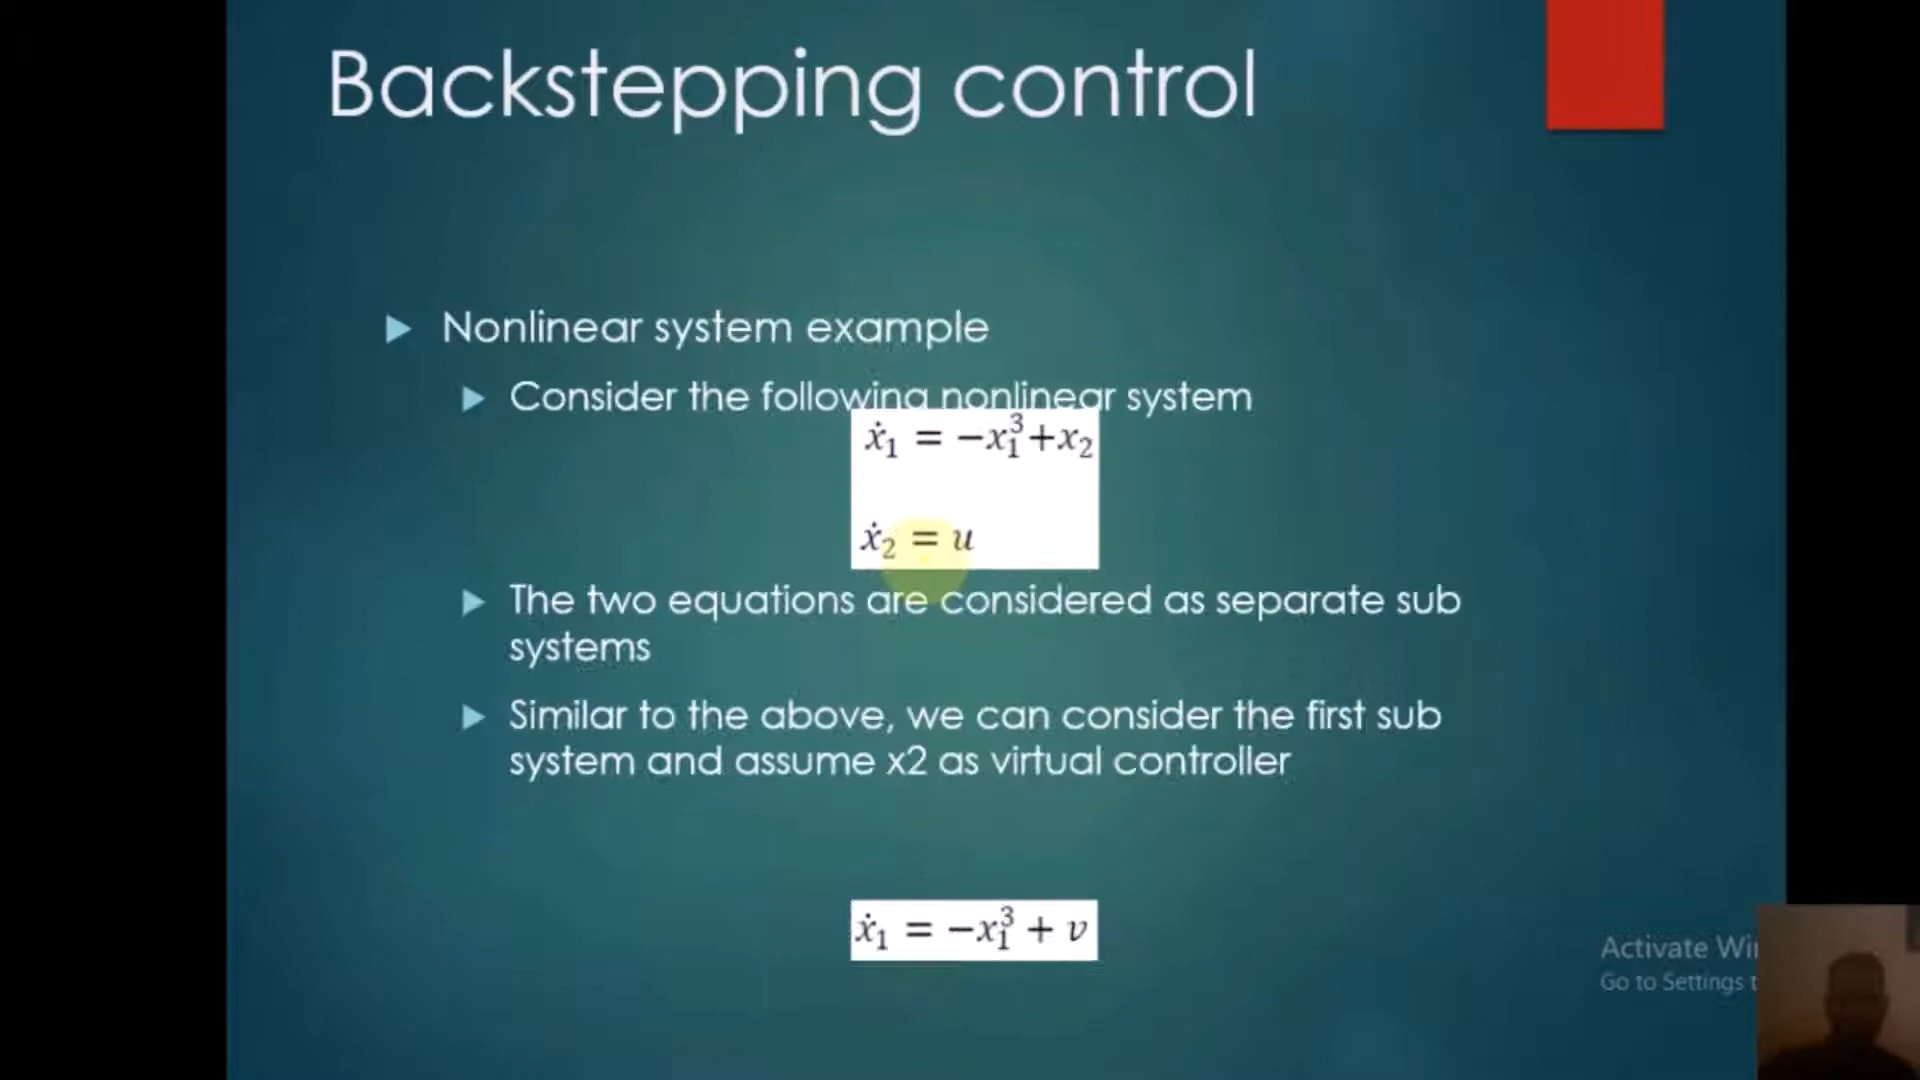 Backstepping control
Nonlinear system example
Consider the following nonlinear system
ẋ₁ = −x₁³+x₂
ẋ₂ = u
The two equations are considered as separate sub
systems
Similar to the above, we can consider the first sub
system and assume x2 as virtual controller
ẋ₁ = −x₁³ + v
Activate
Go to Settings